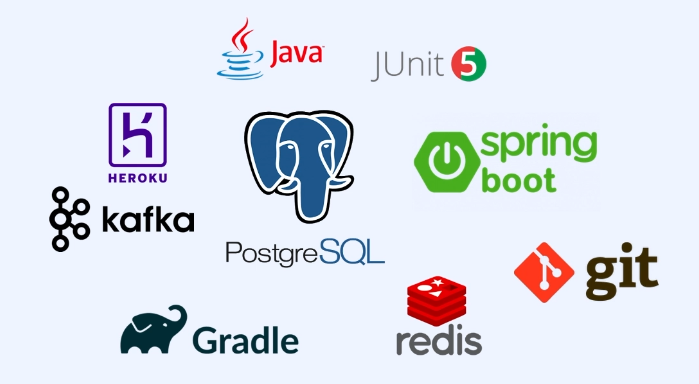 Java
JUnit 5
HEROKU
spring
boot
kafka
PostgreSQL
git
Gradle
redis